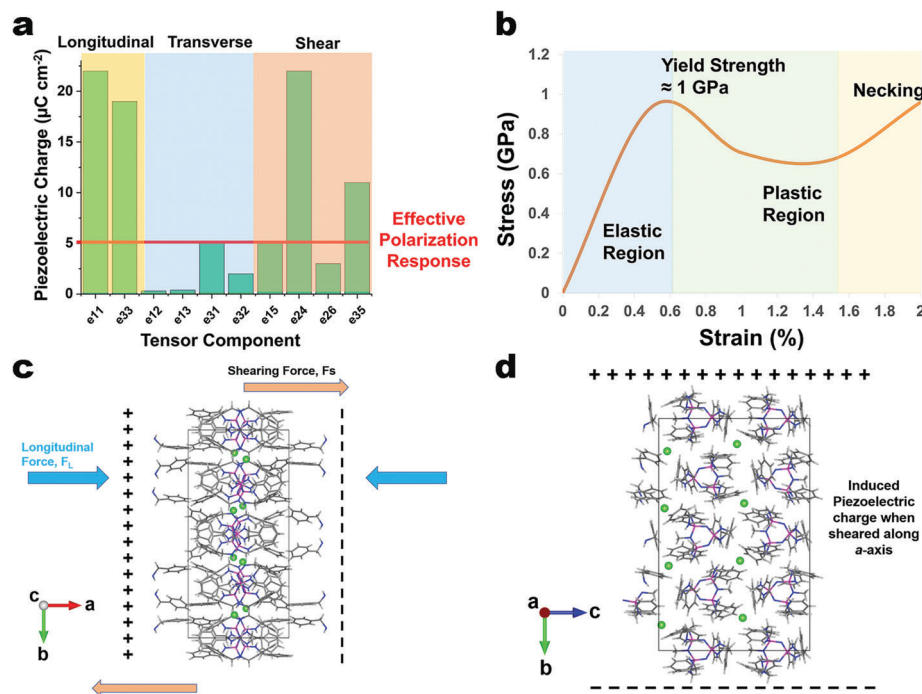 a
Longitudinal Transverse Shear
Piezoelectric Charge (µC cm⁻²)
20
15
10
5
0
Effective
Polarization
Response
e11 e33 e12 e13 e31 e32 e15 e24 e26 e35
Tensor Component
b
Stress (GPa)
1.2
1
0.8
0.6
0.4
0.2
0
Yield Strength
≈ 1 GPa
Necking
Elastic
Region
Plastic
Region
0 0.2 0.4 0.6 0.8 1 1.2 1.4 1.6 1.8 2
Strain (%)
c
Shearing Force, Fs
+ + + + + + + + + + + + + + + +
Longitudinal
Force, FL
c a
b
d
+ + + + + + + + + + + + + + + +
Induced
Piezoelectric
charge when
sheared along
a-axis
a c
b